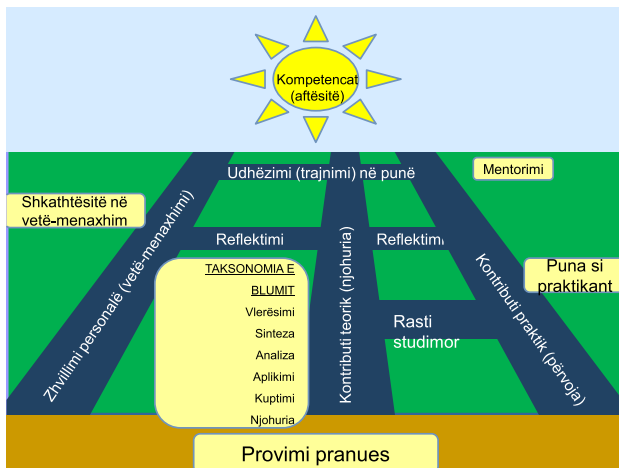 Kompetencat
(aftësitë)
Udhëzimi (trajnimi) në punë
Mentorimi
Shkathtësitë në
vetë-menaxhim
Zhvillimi personalë (vetë-menaxhimi)
Reflektimi
Kontributi teorik (njohuria)
Reflektimi
Kontributi praktik (përvoja)
Puna si
praktikant
TAKSONOMIA E
BLUMIT
Vlerësimi
Sinteza
Analiza
Aplikimi
Kuptimi
Njohuria
Rasti
studimor
Provimi pranues